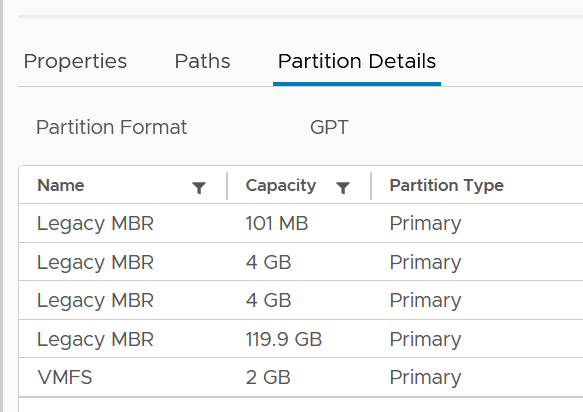 Properties Paths Partition Details
Partition Format GPT
Name Capacity Partition Type
Legacy MBR 101 MB Primary
Legacy MBR 4 GB Primary
Legacy MBR 4 GB Primary
Legacy MBR 119.9 GB Primary
VMFS 2 GB Primary